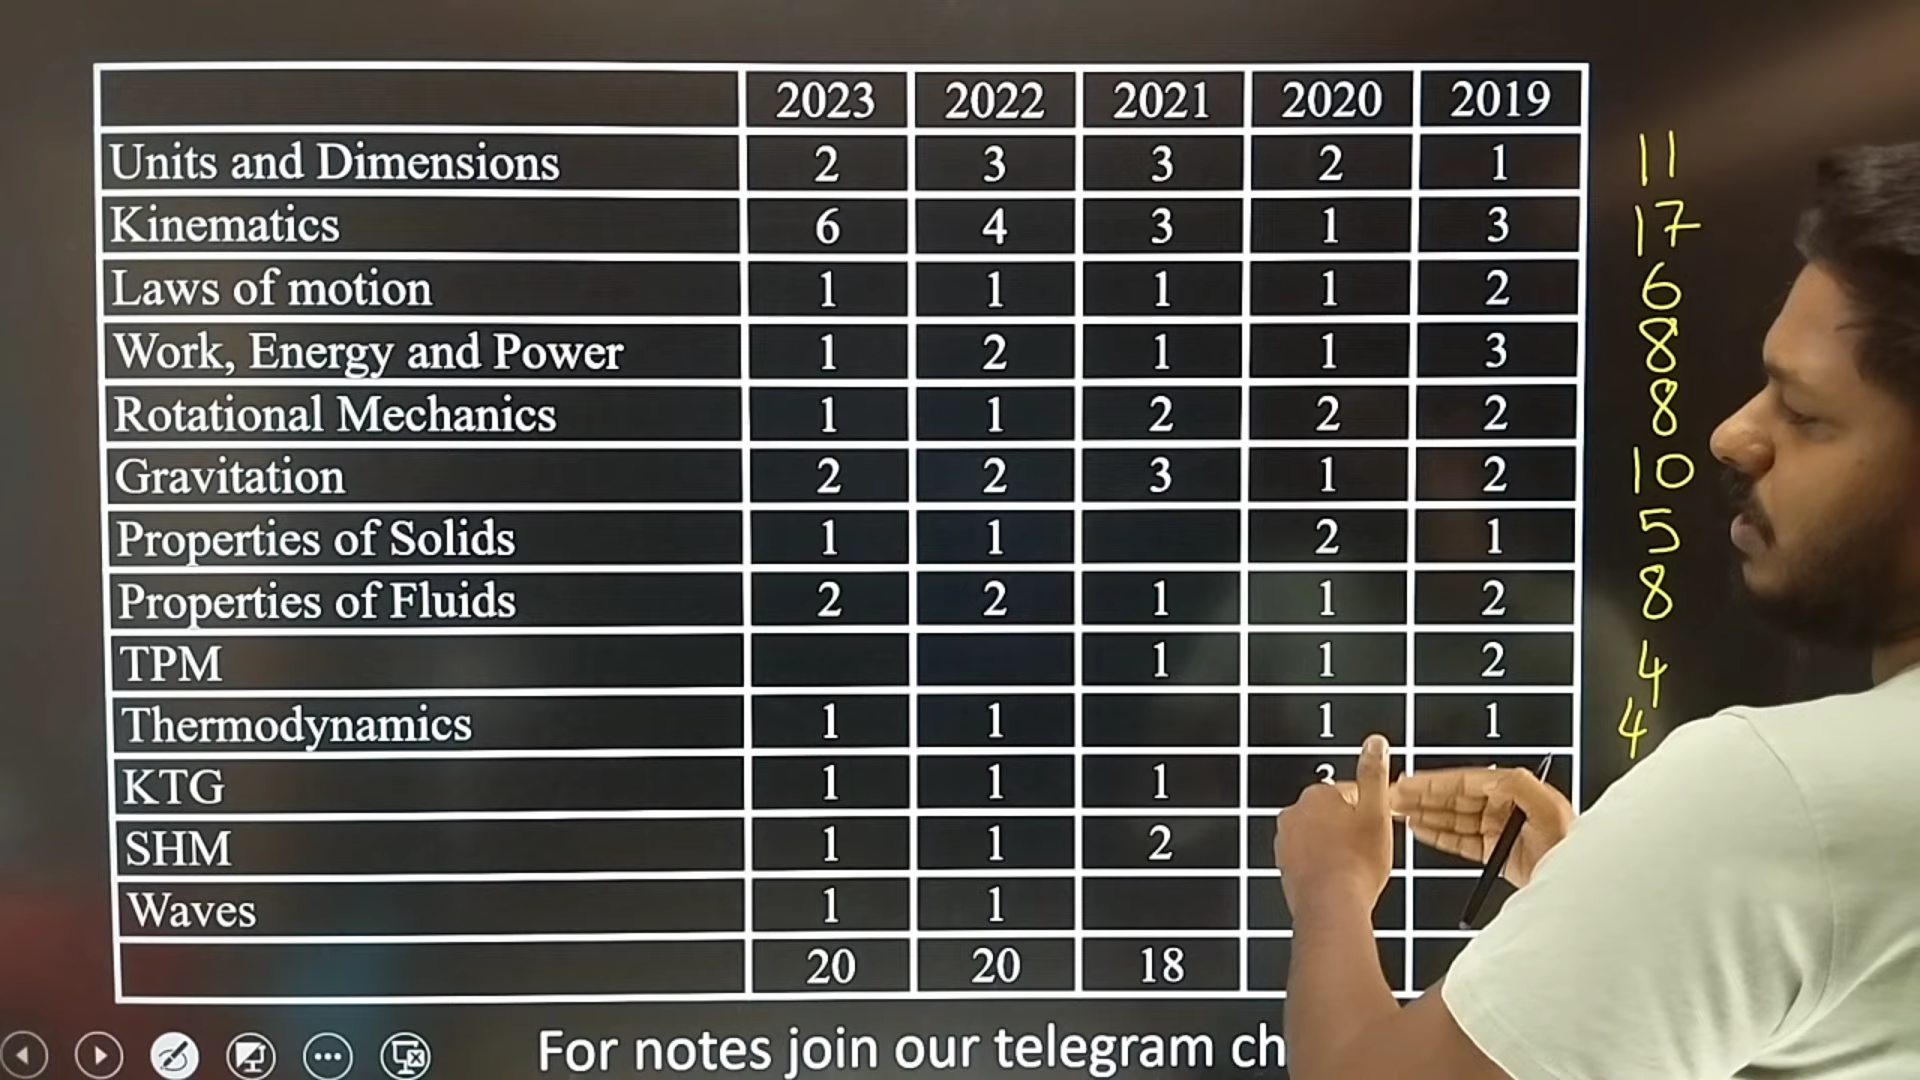 2023 2022 2021 2020 2019
Units and Dimensions 2 3 3 2 1 11
Kinematics 6 4 3 1 3 17
Laws of motion 1 1 1 1 2 6
Work, Energy and Power 1 2 1 1 3 8
Rotational Mechanics 1 1 2 2 2 8
Gravitation 2 2 3 1 2 10
Properties of Solids 1 1 2 1 5
Properties of Fluids 2 2 1 1 2 8
TPM 1 1 2 4
Thermodynamics 1 1 1 1 4
KTG 1 1 1 3
SHM 1 1 2
Waves 1 1
20 20 18
For notes join our telegram